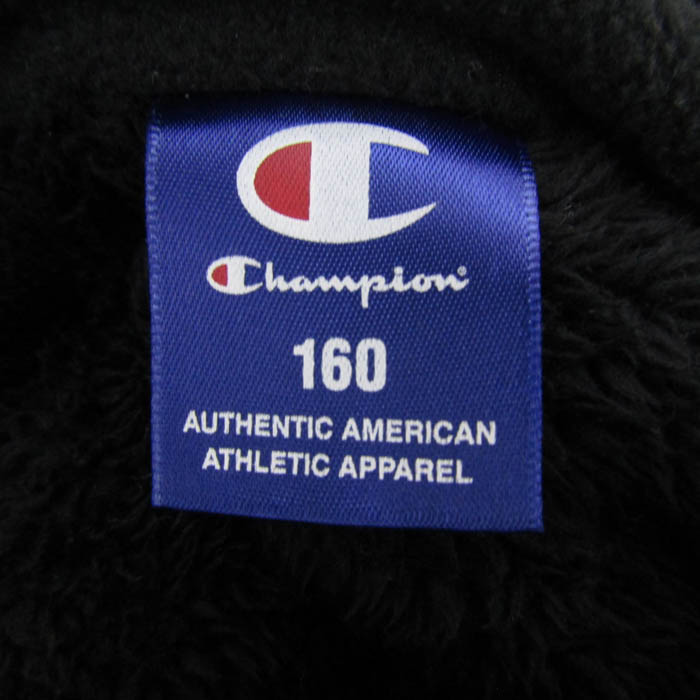 Champion
160
AUTHENTIC AMERICAN
ATHLETIC APPAREL